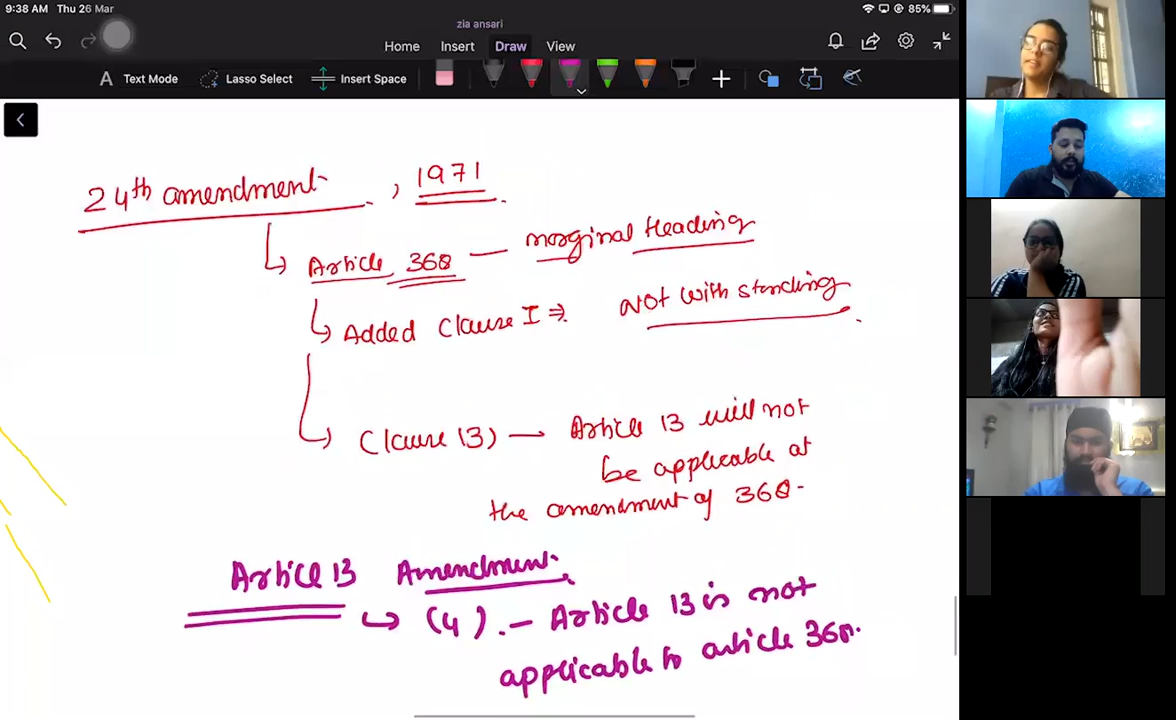 9:38 AM Thu 26 Mar
85%
zia ansari
Home Insert Draw View
Text Mode Lasso Select Insert Space
24th amendment , 1971
Article 368 — marginal Heading
Added Clause I ⇒ Not with standing
Clause 13) — Article 13 will not
be applicable at
the amendment of 368.
Article 13 Amendment
(4). — Article 13 is not
applicable to article 368.